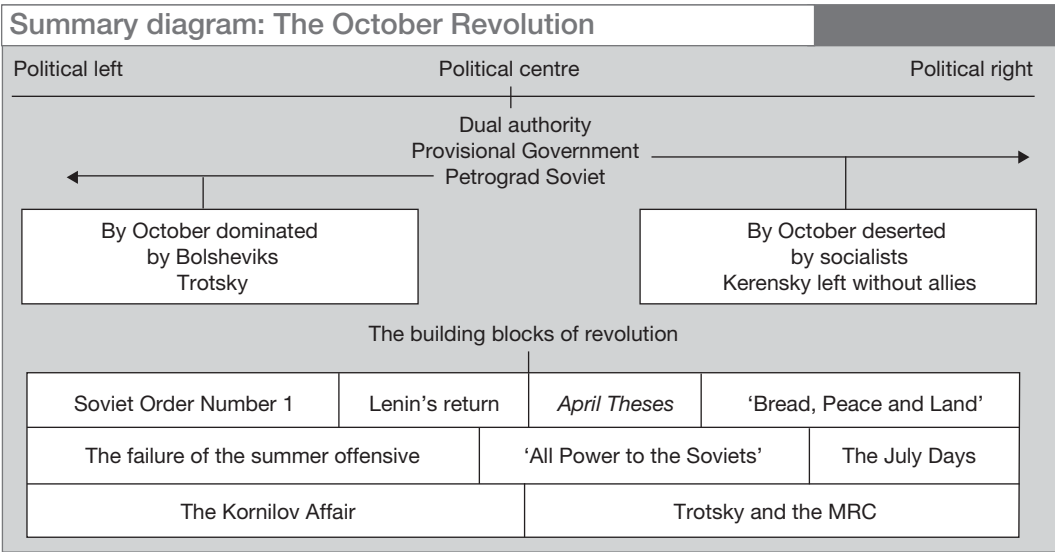 Summary diagram: The October Revolution
Political left
Political centre
Political right
Dual authority
Provisional Government
Petrograd Soviet
By October dominated
by Bolsheviks
Trotsky
By October deserted
by socialists
Kerensky left without allies
The building blocks of revolution
Soviet Order Number 1
Lenin’s return
April Theses
‘Bread, Peace and Land’
The failure of the summer offensive
‘All Power to the Soviets’
The July Days
The Kornilov Affair
Trotsky and the MRC